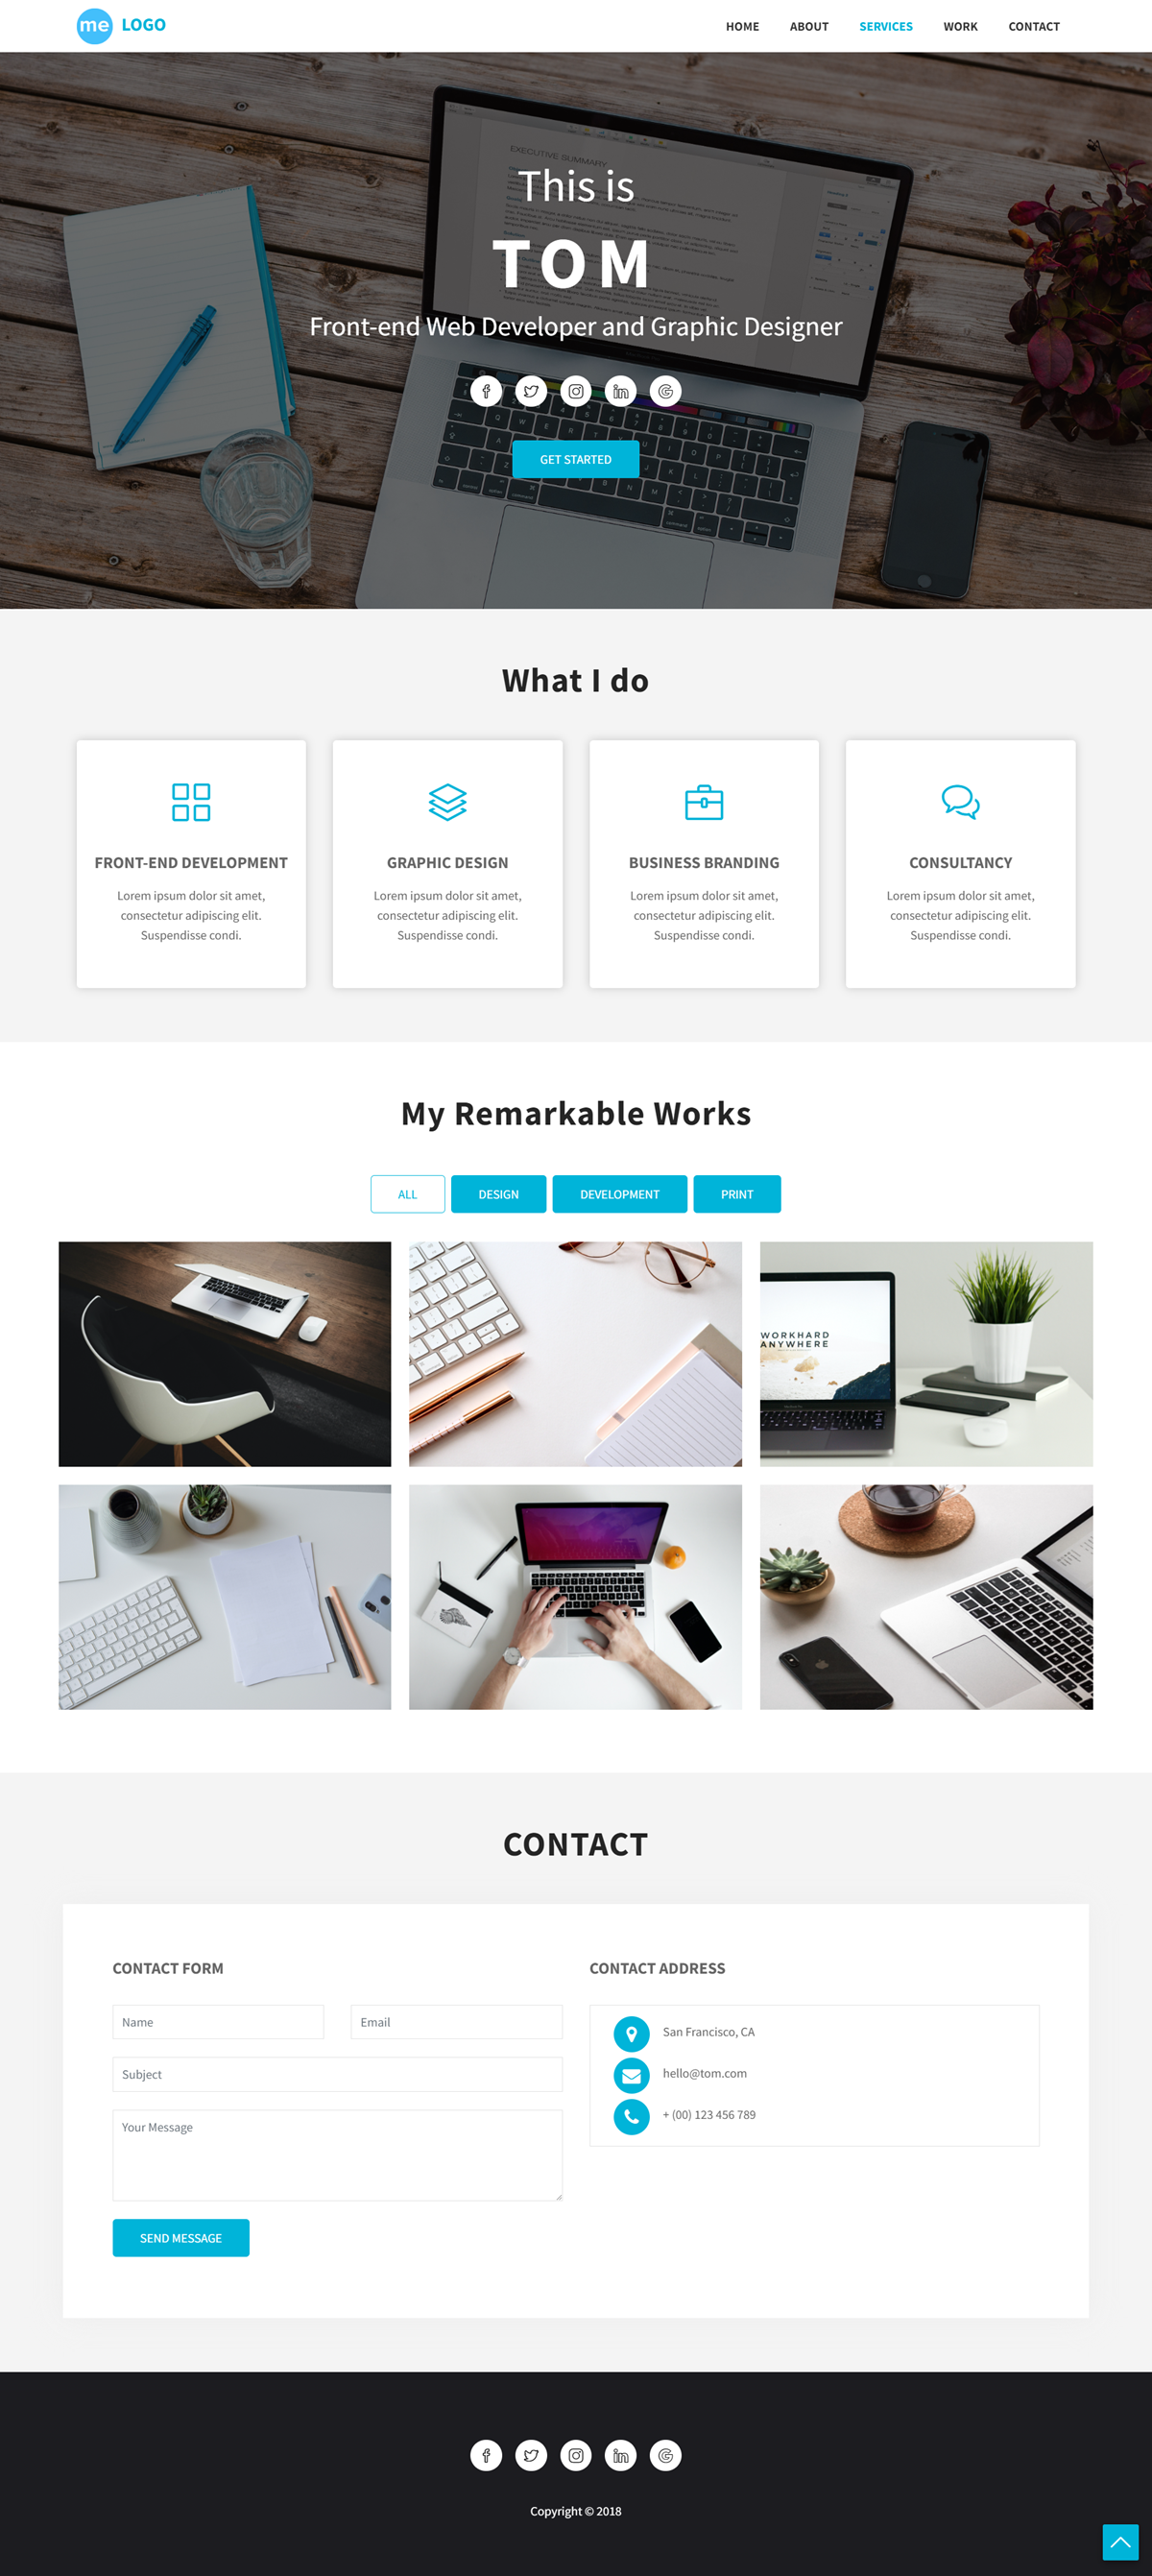 me LOGO
HOME ABOUT SERVICES WORK CONTACT
EXECUTIVE SUMMARY
This is
TOM
Front-end Web Developer and Graphic Designer
GET STARTED
What I do
FRONT-END DEVELOPMENT
Lorem ipsum dolor sit amet,
consectetur adipiscing elit.
Suspendisse condi.
GRAPHIC DESIGN
Lorem ipsum dolor sit amet,
consectetur adipiscing elit.
Suspendisse condi.
BUSINESS BRANDING
Lorem ipsum dolor sit amet,
consectetur adipiscing elit.
Suspendisse condi.
CONSULTANCY
Lorem ipsum dolor sit amet,
consectetur adipiscing elit.
Suspendisse condi.
My Remarkable Works
ALL DESIGN DEVELOPMENT PRINT
WORKHARD
ANYWHERE
CONTACT
CONTACT FORM
Name Email
Subject
Your Message
SEND MESSAGE
CONTACT ADDRESS
San Francisco, CA
hello@tom.com
+ (00) 123 456 789
Copyright © 2018